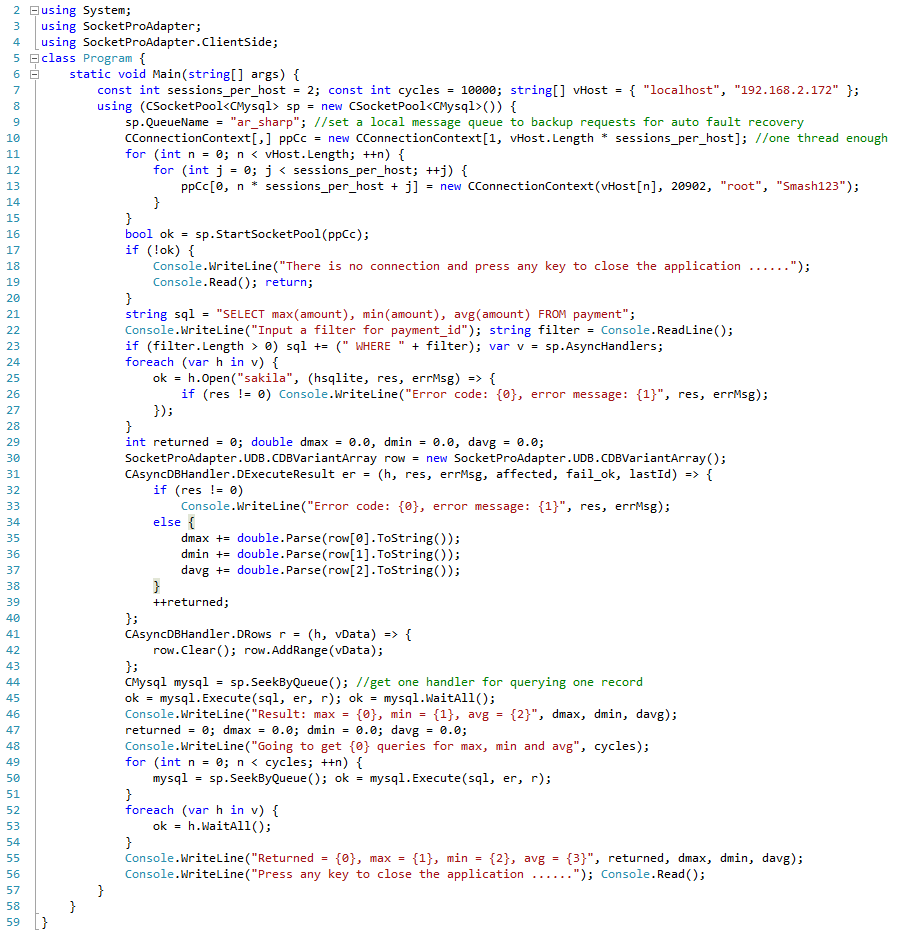 2 using System;
3 using SocketProAdapter;
4 using SocketProAdapter.ClientSide;
5 class Program {
6 static void Main(string[] args) {
7 const int sessions_per_host = 2; const int cycles = 10000; string[] vHost = { "localhost", "192.168.2.172" };
8 using (CSocketPool<CMysql> sp = new CSocketPool<CMysql>()) {
9 sp.QueueName = "ar_sharp"; //set a local message queue to backup requests for auto fault recovery
10 CConnectionContext[,] ppCc = new CConnectionContext[1, vHost.Length * sessions_per_host]; //one thread enough
11 for (int n = 0; n < vHost.Length; ++n) {
12 for (int j = 0; j < sessions_per_host; ++j) {
13 ppCc[0, n * sessions_per_host + j] = new CConnectionContext(vHost[n], 20902, "root", "Smash123");
14 }
15 }
16 bool ok = sp.StartSocketPool(ppCc);
17 if (!ok) {
18 Console.WriteLine("There is no connection and press any key to close the application ......");
19 Console.Read(); return;
20 }
21 string sql = "SELECT max(amount), min(amount), avg(amount) FROM payment";
22 Console.WriteLine("Input a filter for payment_id"); string filter = Console.ReadLine();
23 if (filter.Length > 0) sql += (" WHERE " + filter); var v = sp.AsyncHandlers;
24 foreach (var h in v) {
25 ok = h.Open("sakila", (hsqlite, res, errMsg) => {
26 if (res != 0) Console.WriteLine("Error code: {0}, error message: {1}", res, errMsg);
27 });
28 }
29 int returned = 0; double dmax = 0.0, dmin = 0.0, davg = 0.0;
30 SocketProAdapter.UDB.CDBVariantArray row = new SocketProAdapter.UDB.CDBVariantArray();
31 CAsyncDBHandler.DExecuteResult er = (h, res, errMsg, affected, fail_ok, lastId) => {
32 if (res != 0)
33 Console.WriteLine("Error code: {0}, error message: {1}", res, errMsg);
34 else {
35 dmax += double.Parse(row[0].ToString());
36 dmin += double.Parse(row[1].ToString());
37 davg += double.Parse(row[2].ToString());
38 }
39 ++returned;
40 };
41 CAsyncDBHandler.DRows r = (h, vData) => {
42 row.Clear(); row.AddRange(vData);
43 };
44 CMysql mysql = sp.SeekByQueue(); //get one handler for querying one record
45 ok = mysql.Execute(sql, er, r); ok = mysql.WaitAll();
46 Console.WriteLine("Result: max = {0}, min = {1}, avg = {2}", dmax, dmin, davg);
47 returned = 0; dmax = 0.0; dmin = 0.0; davg = 0.0;
48 Console.WriteLine("Going to get {0} queries for max, min and avg", cycles);
49 for (int n = 0; n < cycles; ++n) {
50 mysql = sp.SeekByQueue(); ok = mysql.Execute(sql, er, r);
51 }
52 foreach (var h in v) {
53 ok = h.WaitAll();
54 }
55 Console.WriteLine("Returned = {0}, max = {1}, min = {2}, avg = {3}", returned, dmax, dmin, davg);
56 Console.WriteLine("Press any key to close the application ......"); Console.Read();
57 }
58 }
59 }